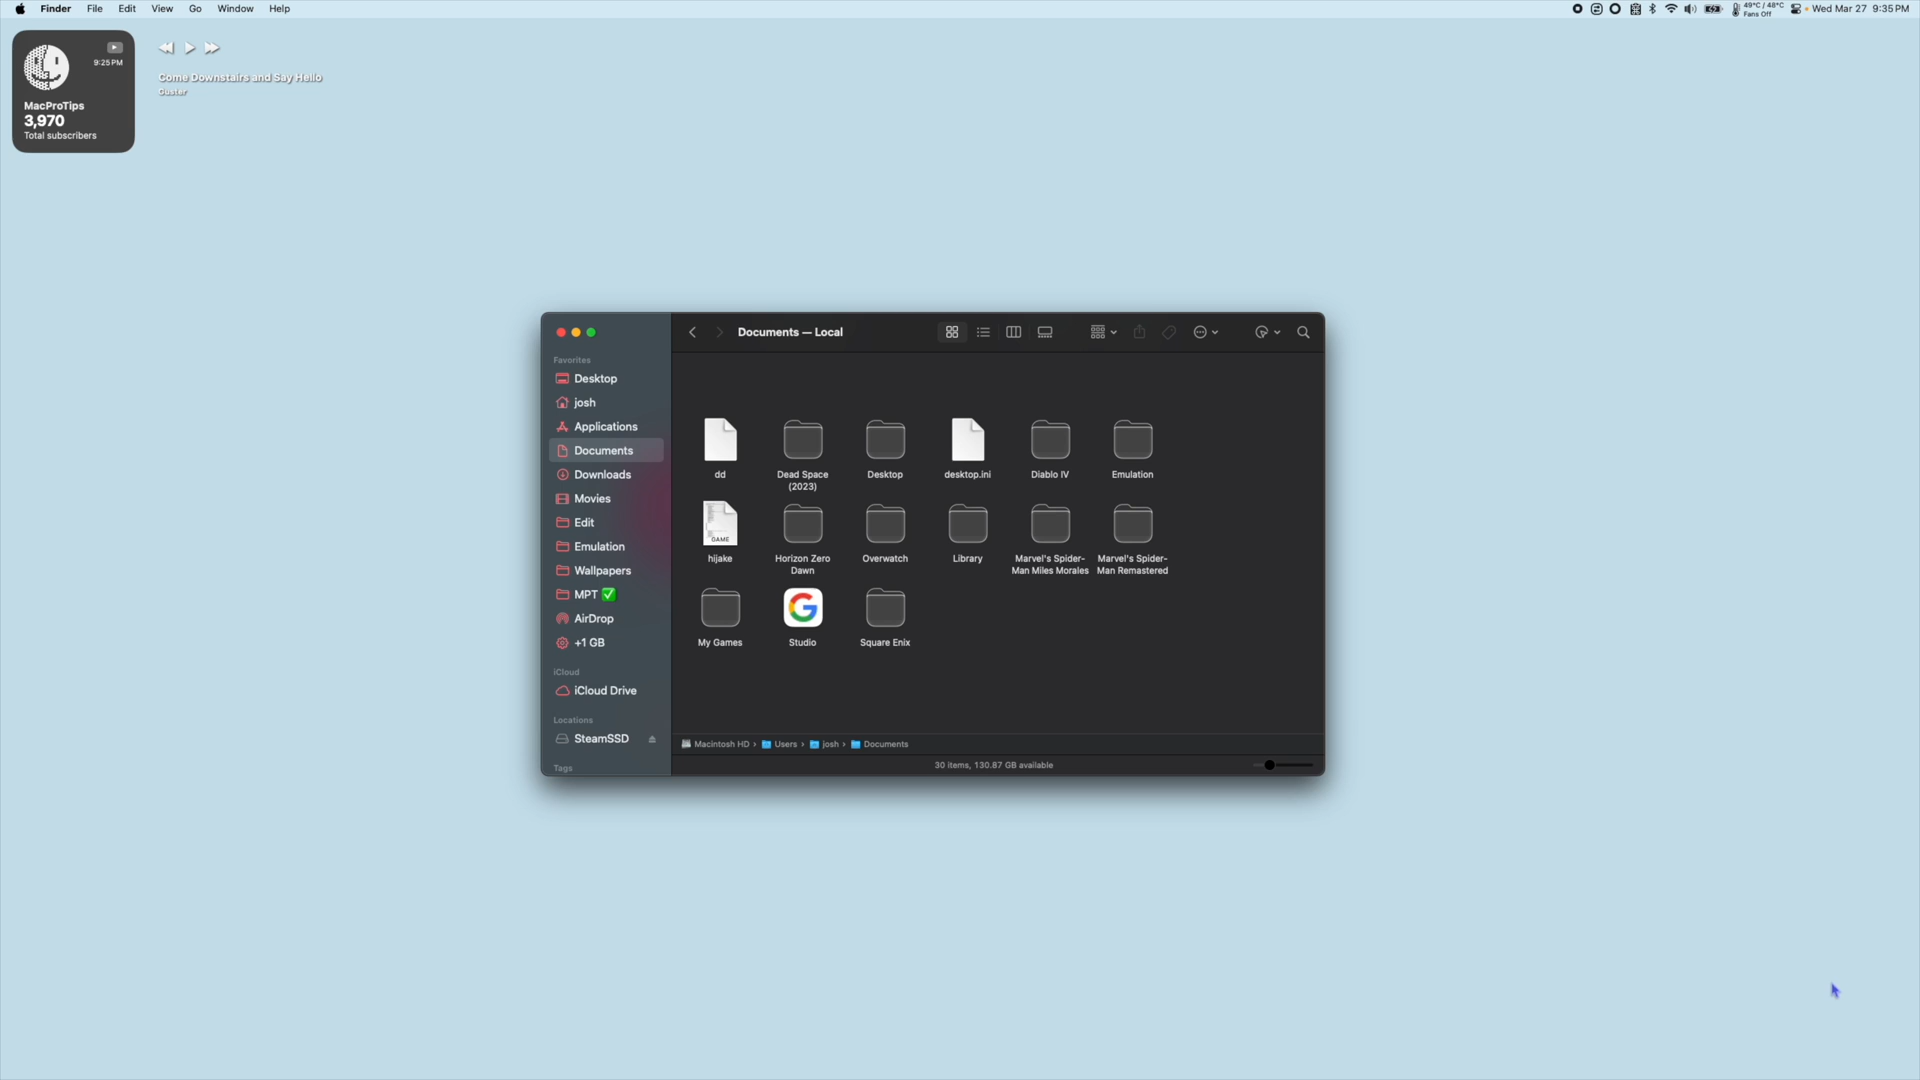 Finder File Edit View Go Window Help
49°C / 48°C
Fans Off
Wed Mar 27 9:35 PM
9:25 PM
MacProTips
3,970
Total subscribers
Come Downstairs and Say Hello
Guster
Documents — Local
Favorites
Desktop
josh
Applications
Documents
Downloads
Movies
Edit
Emulation
Wallpapers
MPT ✅
AirDrop
+1 GB
iCloud
iCloud Drive
Locations
SteamSSD
Tags
dd
Dead Space
(2023)
Desktop
desktop.ini
Diablo IV
Emulation
GAME
hijake
Horizon Zero
Dawn
Overwatch
Library
Marvel's Spider-
Man Miles Morales
Marvel's Spider-
Man Remastered
My Games
Studio
Square Enix
Macintosh HD › Users › josh › Documents
30 items, 130.87 GB available